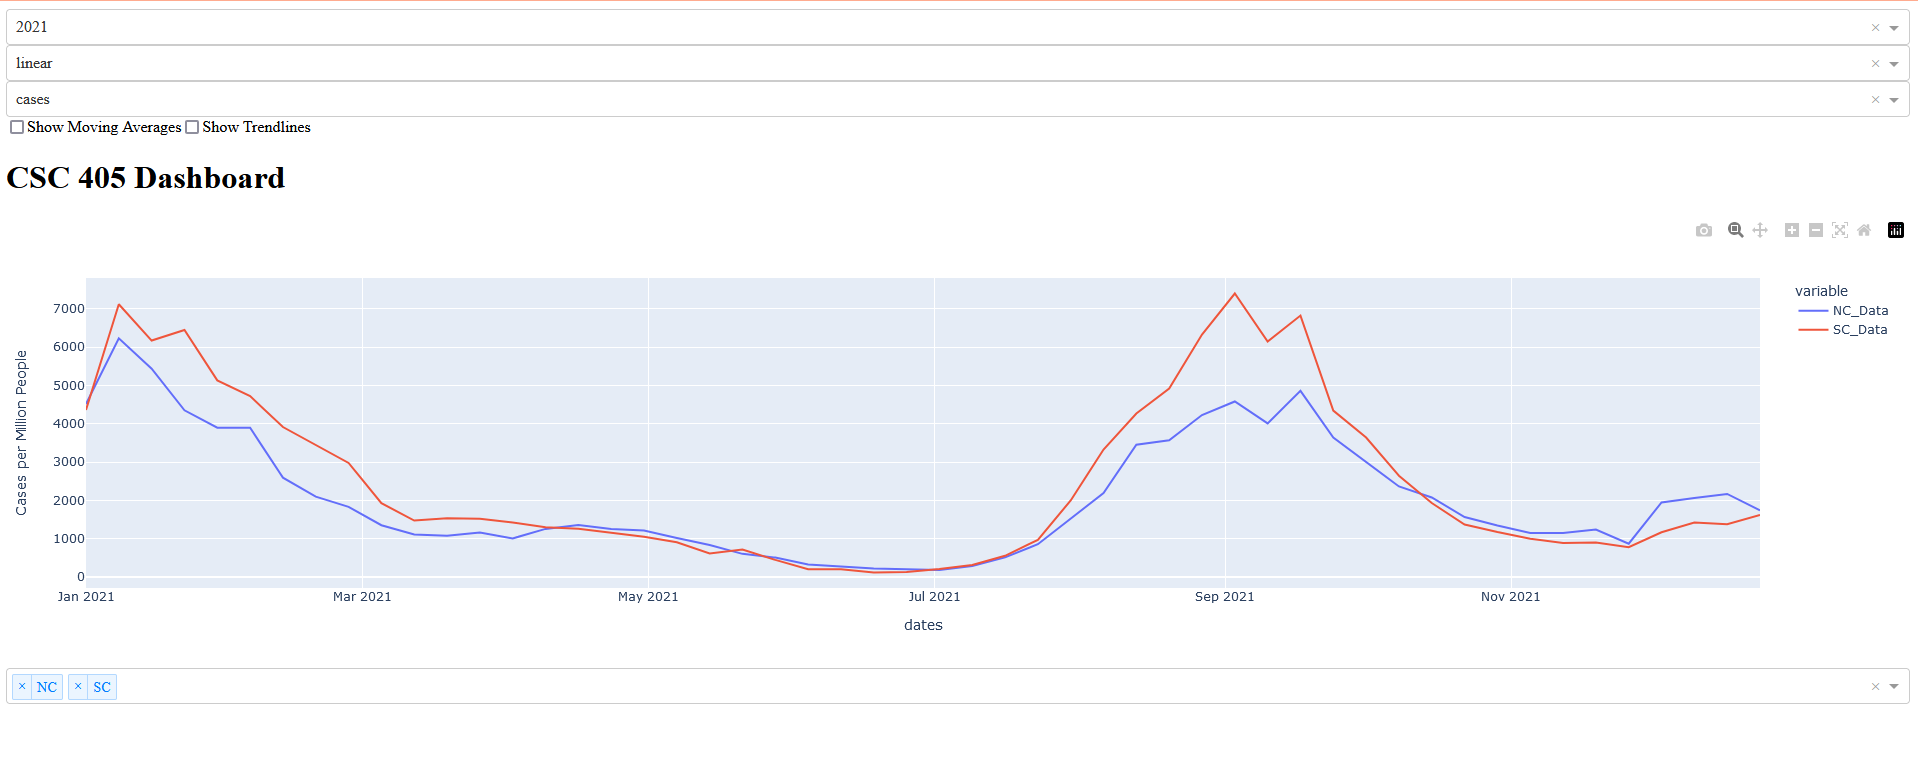 2021
linear
cases
Show Moving Averages Show Trendlines
CSC 405 Dashboard
variable
NC_Data
SC_Data
Cases per Million People
7000
6000
5000
4000
3000
2000
1000
0
Jan 2021 Mar 2021 May 2021 Jul 2021 Sep 2021 Nov 2021
dates
× NC × SC